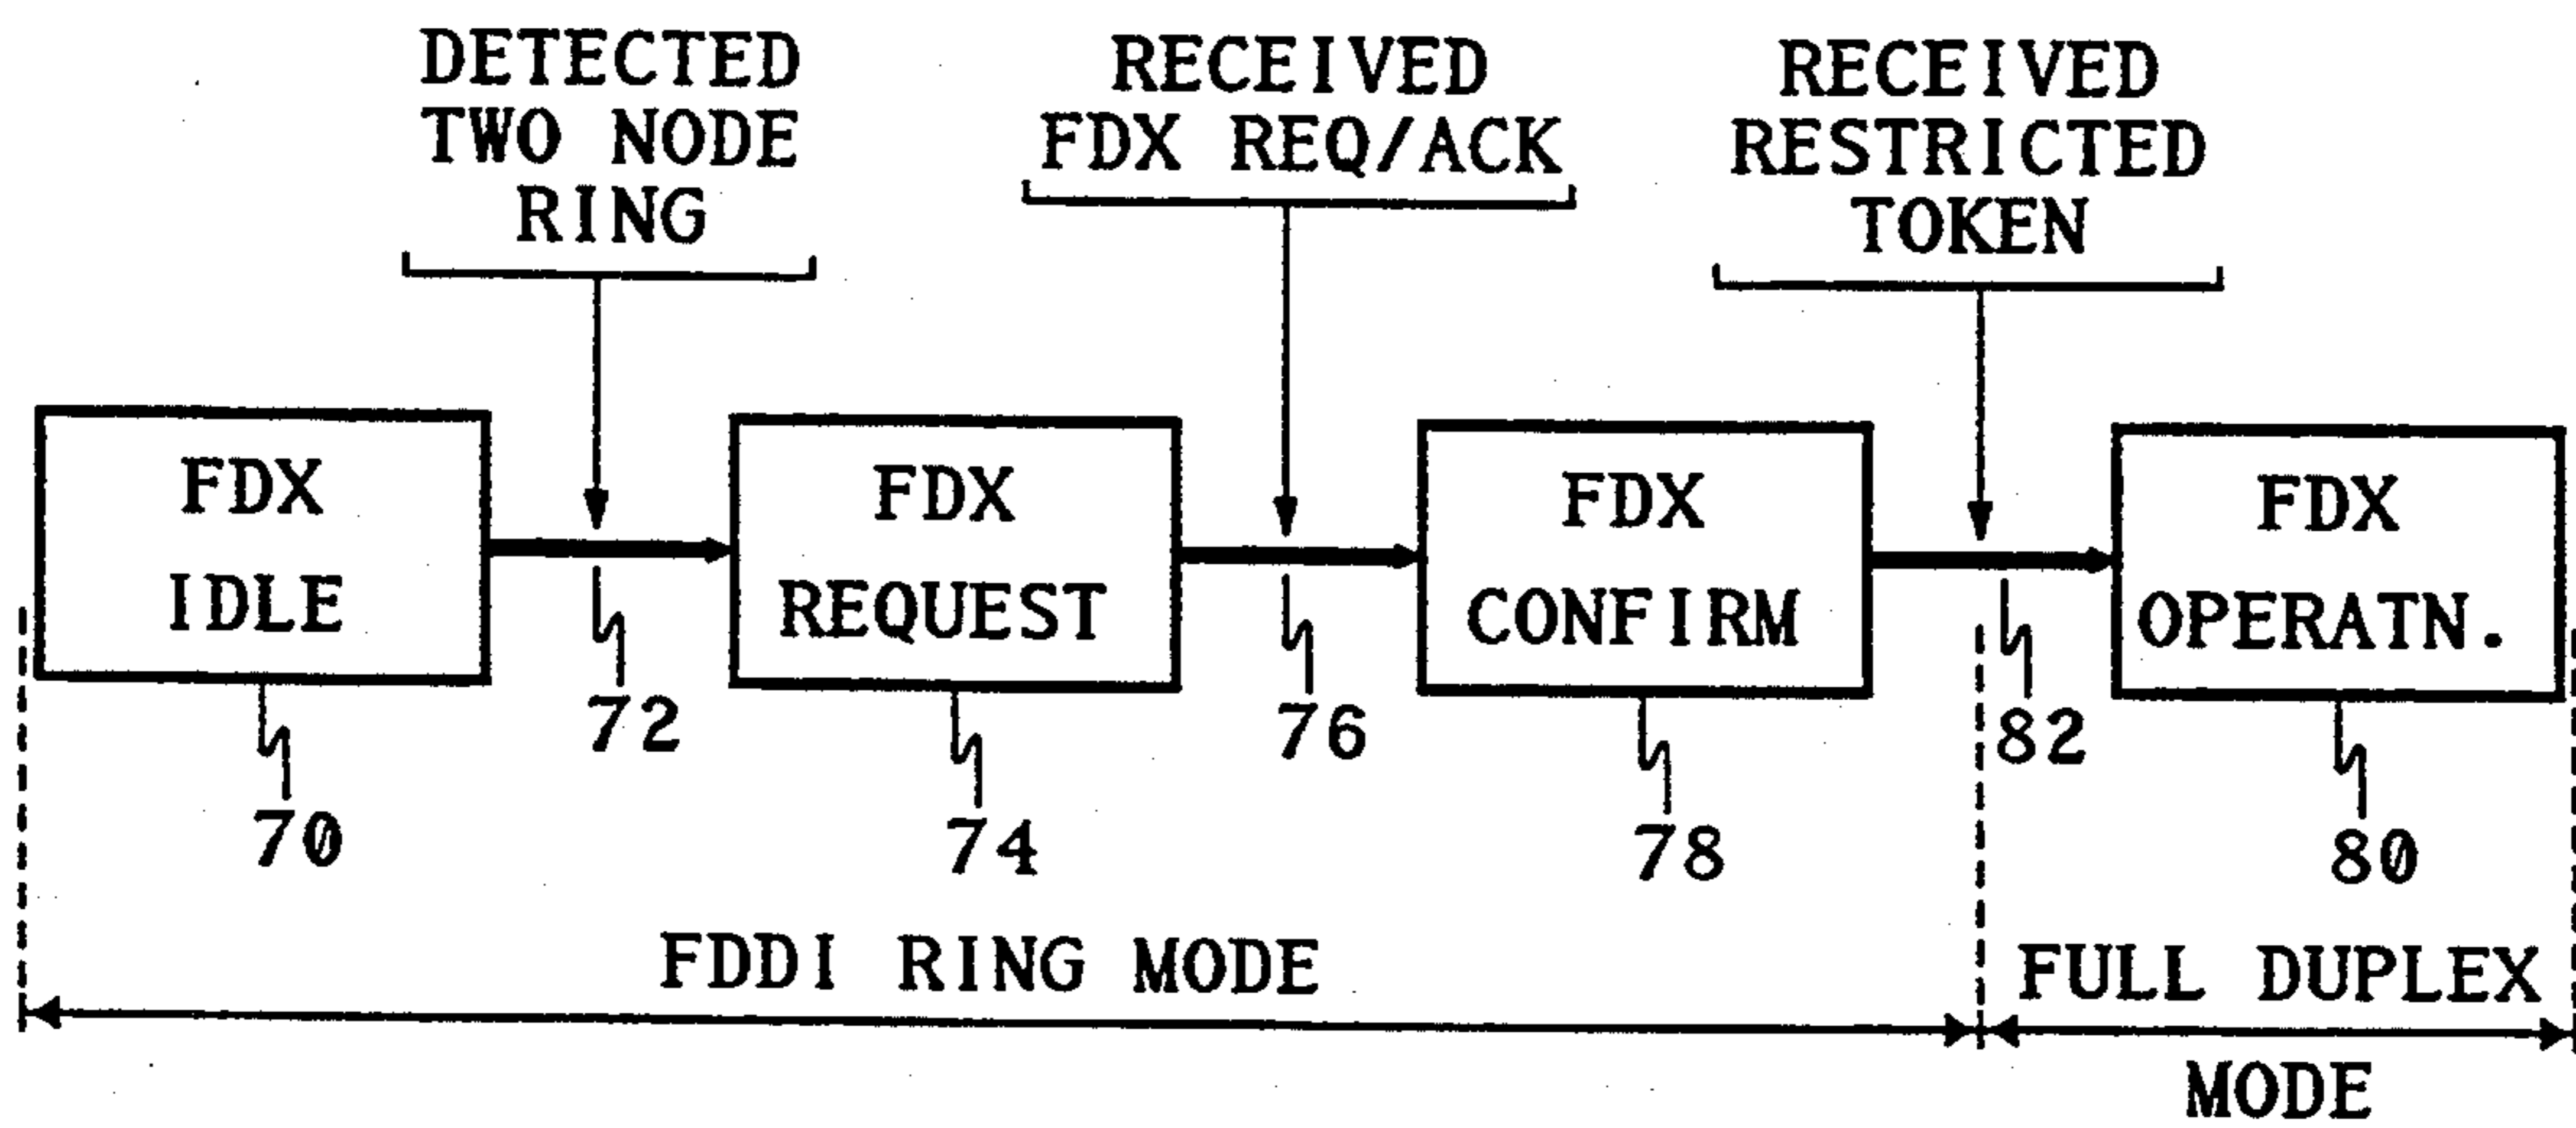 DETECTED
TWO NODE
RING
RECEIVED
FDX REQ/ACK
RECEIVED
RESTRICTED
TOKEN
FDX
IDLE
FDX
REQUEST
FDX
CONFIRM
FDX
OPERATN.
72
76
82
70
74
78
80
FDDI RING MODE
FULL DUPLEX
MODE